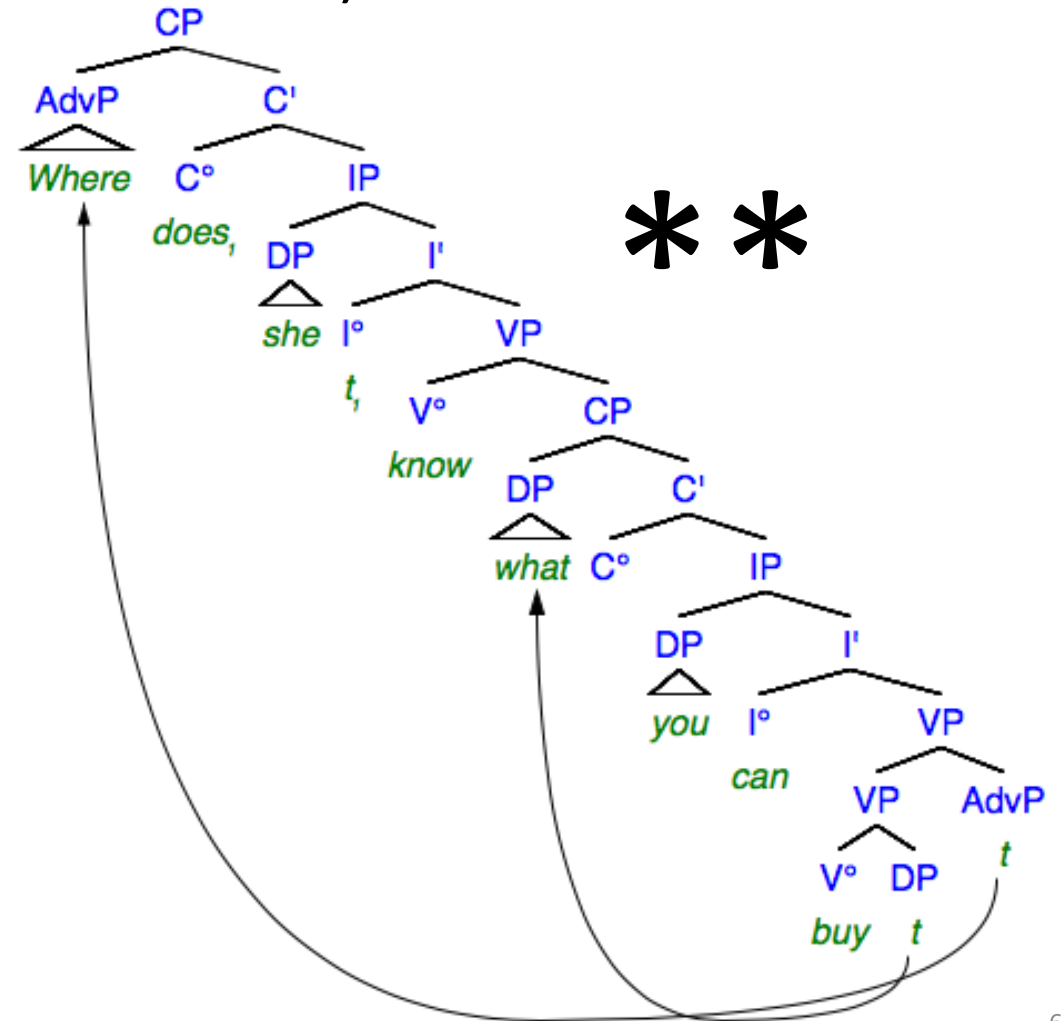 CP
AdvP C'
Where C° IP
does, DP I'
she I° VP
t, V° CP
know DP C'
what C° IP
DP I'
you I° VP
can VP AdvP
V° DP t
buy t
**